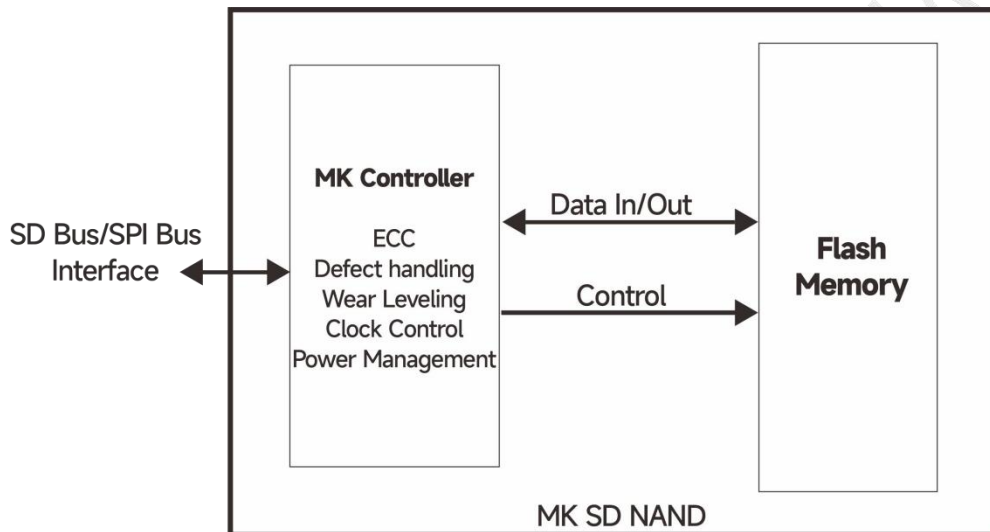 SD Bus/SPI Bus
Interface
MK Controller
ECC
Defect handling
Wear Leveling
Clock Control
Power Management
Data In/Out
Control
Flash
Memory
MK SD NAND